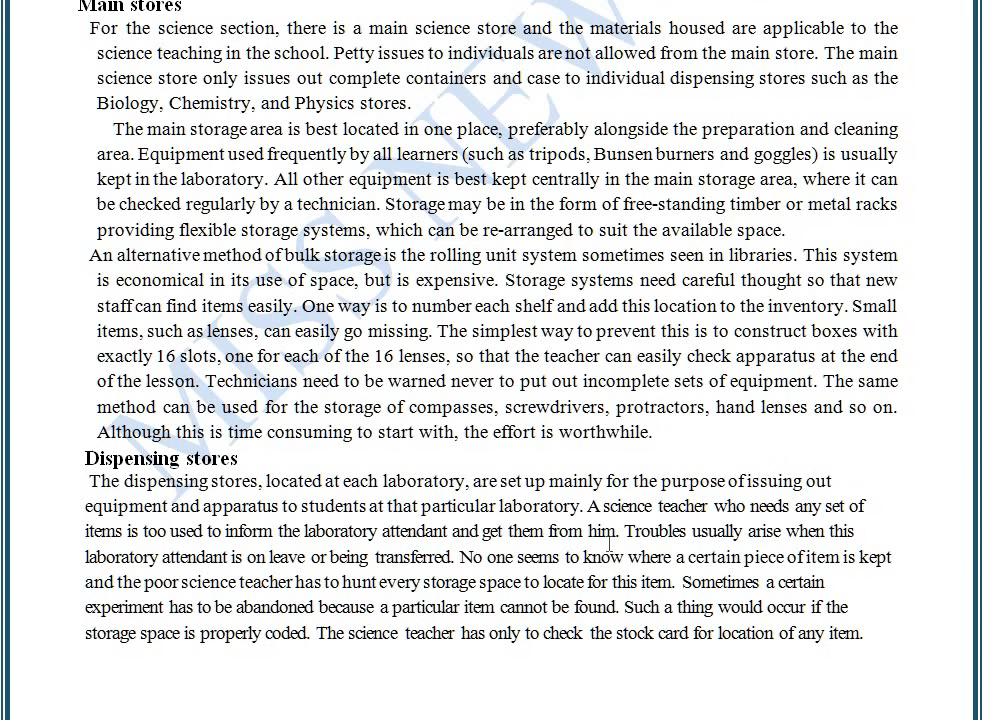 Main stores
For the science section, there is a main science store and the materials housed are applicable to the
science teaching in the school. Petty issues to individuals are not allowed from the main store. The main
science store only issues out complete containers and case to individual dispensing stores such as the
Biology, Chemistry, and Physics stores.
The main storage area is best located in one place, preferably alongside the preparation and cleaning
area. Equipment used frequently by all learners (such as tripods, Bunsen burners and goggles) is usually
kept in the laboratory. All other equipment is best kept centrally in the main storage area, where it can
be checked regularly by a technician. Storage may be in the form of free-standing timber or metal racks
providing flexible storage systems, which can be re-arranged to suit the available space.
An alternative method of bulk storage is the rolling unit system sometimes seen in libraries. This system
is economical in its use of space, but is expensive. Storage systems need careful thought so that new
staff can find items easily. One way is to number each shelf and add this location to the inventory. Small
items, such as lenses, can easily go missing. The simplest way to prevent this is to construct boxes with
exactly 16 slots, one for each of the 16 lenses, so that the teacher can easily check apparatus at the end
of the lesson. Technicians need to be warned never to put out incomplete sets of equipment. The same
method can be used for the storage of compasses, screwdrivers, protractors, hand lenses and so on.
Although this is time consuming to start with, the effort is worthwhile.
Dispensing stores
The dispensing stores, located at each laboratory, are set up mainly for the purpose of issuing out
equipment and apparatus to students at that particular laboratory. A science teacher who needs any set of
items is too used to inform the laboratory attendant and get them from him. Troubles usually arise when this
laboratory attendant is on leave or being transferred. No one seems to know where a certain piece of item is kept
and the poor science teacher has to hunt every storage space to locate for this item. Sometimes a certain
experiment has to be abandoned because a particular item cannot be found. Such a thing would occur if the
storage space is properly coded. The science teacher has only to check the stock card for location of any item.
MISS NEW